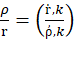 ρ/r = (ṙ,k / ρ̇,k)